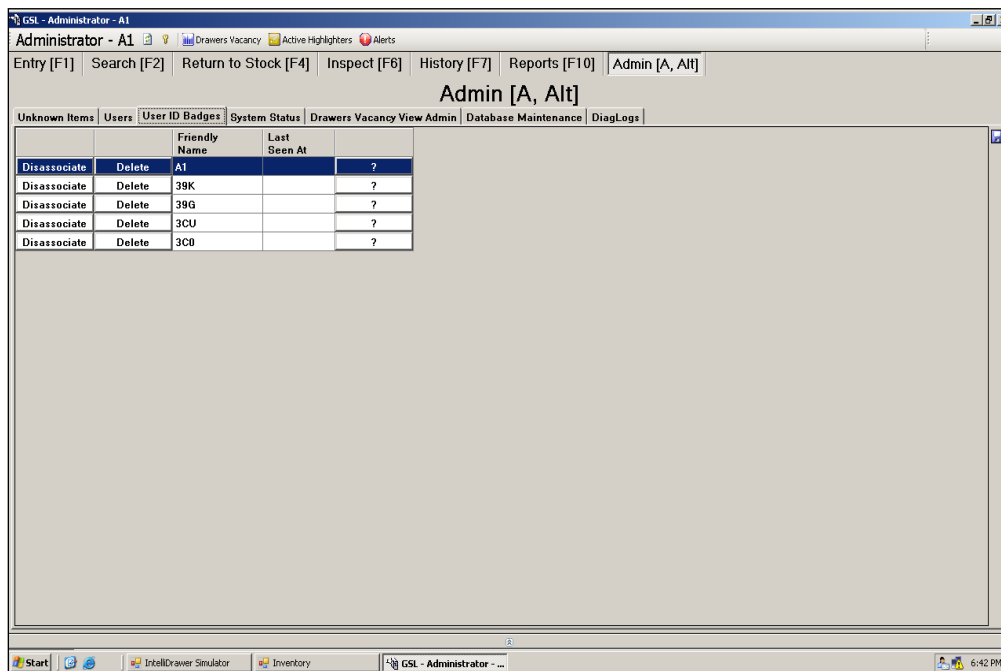 GSL - Administrator - A1
Administrator - A1 Drawers Vacancy Active Highlighters Alerts
Entry [F1] Search [F2] Return to Stock [F4] Inspect [F6] History [F7] Reports [F10] Admin [A, Alt]
Admin [A, Alt]
Unknown Items Users User ID Badges System Status Drawers Vacancy View Admin Database Maintenance DiagLogs
Friendly Name Last Seen At
Disassociate Delete A1 ?
Disassociate Delete 39K ?
Disassociate Delete 39G ?
Disassociate Delete 3CU ?
Disassociate Delete 3C0 ?
Start IntelliDrawer Simulator Inventory GSL - Administrator - ... 6:42 PM